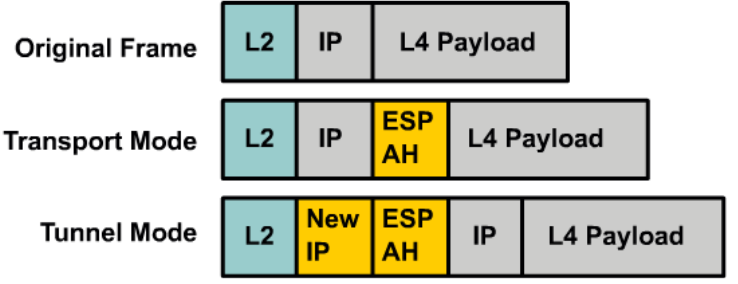 Original Frame L2 IP L4 Payload
Transport Mode L2 IP ESP AH L4 Payload
Tunnel Mode L2 New IP ESP AH IP L4 Payload